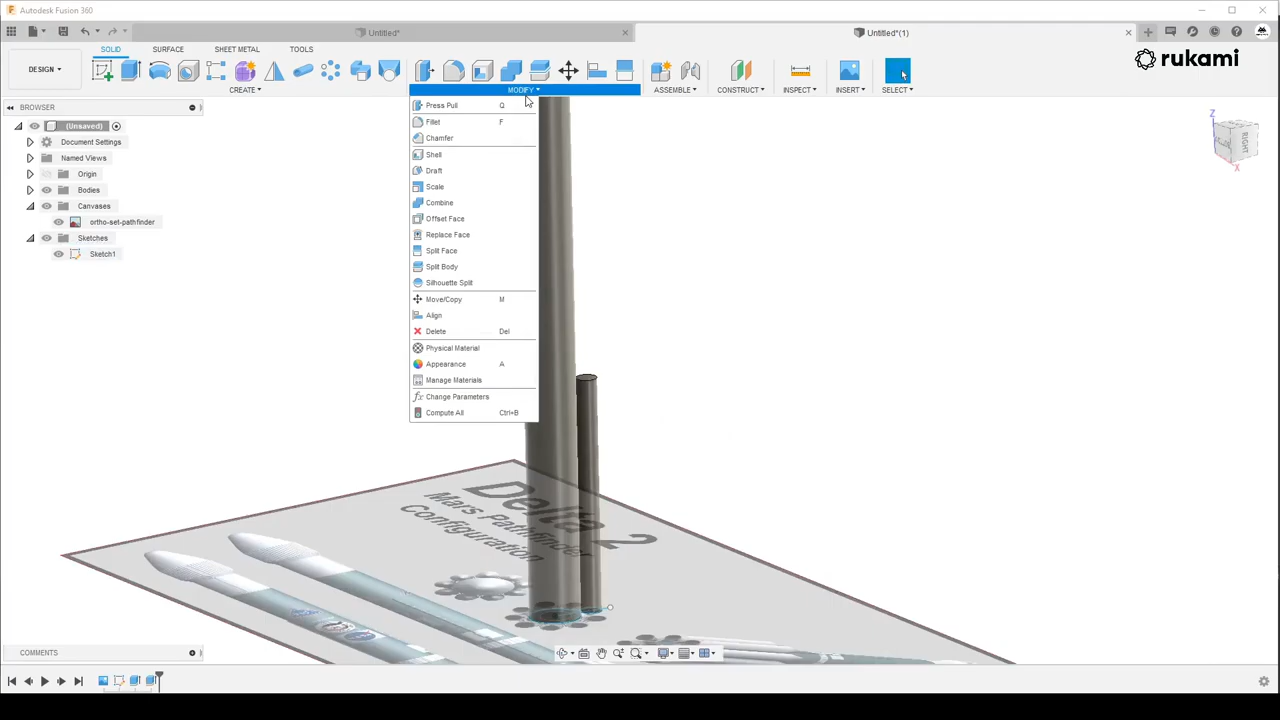 Autodesk Fusion 360
Untitled*
Untitled*(1)
SOLID SURFACE SHEET METAL TOOLS
DESIGN
CREATE
MODIFY
ASSEMBLE
CONSTRUCT
INSPECT
INSERT
SELECT
rukami
BROWSER
(Unsaved)
Document Settings
Named Views
Origin
Bodies
Canvases
ortho-set-pathfinder
Sketches
Sketch1
Press Pull Q
Fillet F
Chamfer
Shell
Draft
Scale
Combine
Offset Face
Replace Face
Split Face
Split Body
Silhouette Split
Move/Copy M
Align
Delete Del
Physical Material
Appearance A
Manage Materials
Change Parameters
Compute All Ctrl+B
Z
RIGHT
X
Delta 2
Mars Pathfinder
Configuration
COMMENTS